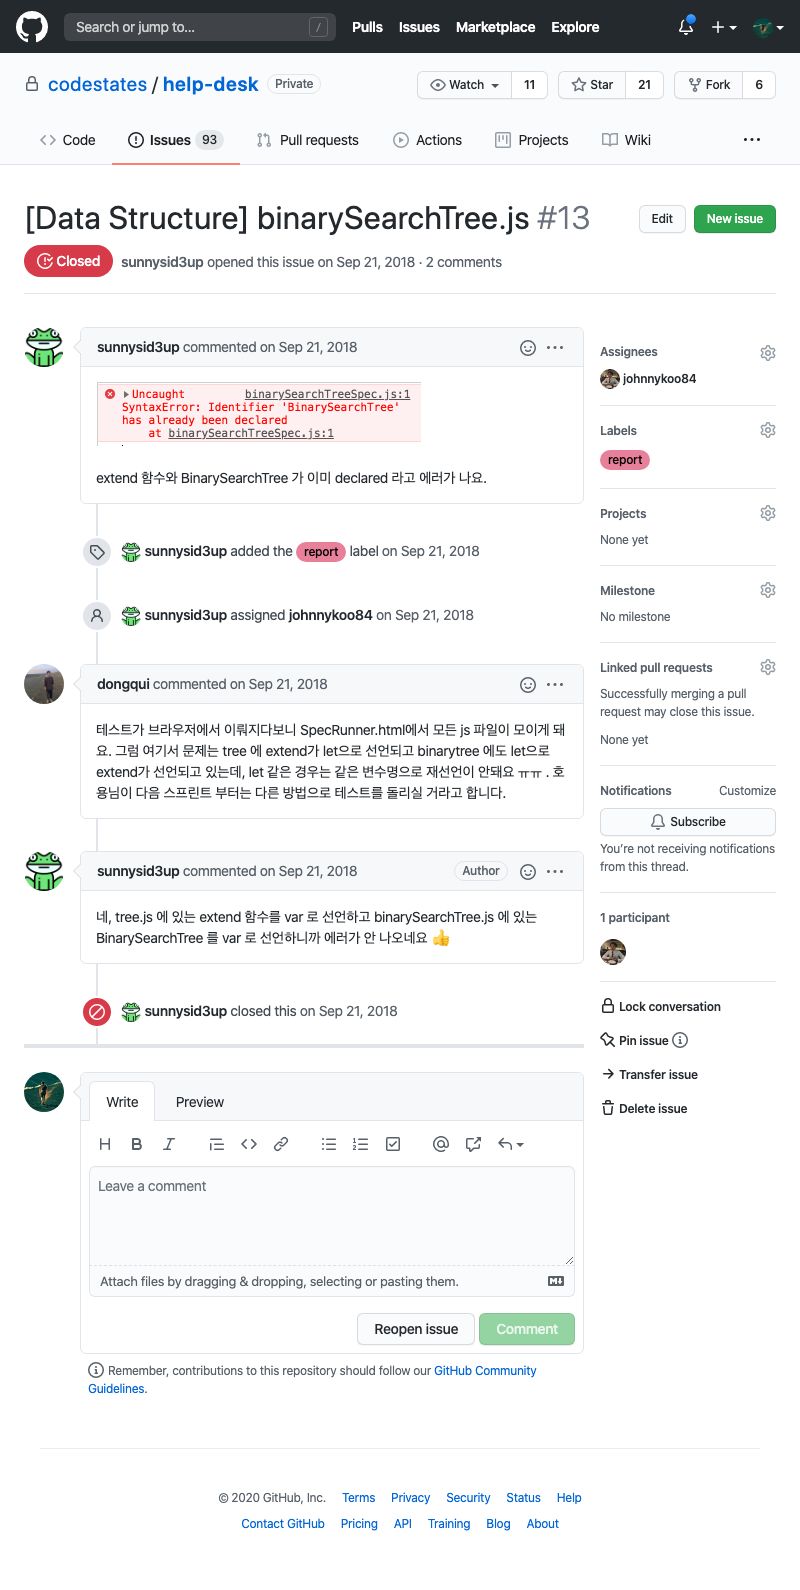 Search or jump to... /
Pulls Issues Marketplace Explore
codestates / help-desk Private
Watch 11 Star 21 Fork 6
Code Issues 93 Pull requests Actions Projects Wiki ...
[Data Structure] binarySearchTree.js #13
Edit New issue
Closed sunnysid3up opened this issue on Sep 21, 2018 · 2 comments
sunnysid3up commented on Sep 21, 2018
Uncaught binarySearchTreeSpec.js:1
SyntaxError: Identifier 'BinarySearchTree'
has already been declared
at binarySearchTreeSpec.js:1
extend 함수와 BinarySearchTree 가 이미 declared 라고 에러가 나요.
sunnysid3up added the report label on Sep 21, 2018
sunnysid3up assigned johnnykoo84 on Sep 21, 2018
dongqui commented on Sep 21, 2018
테스트가 브라우저에서 이뤄지다보니 SpecRunner.html에서 모든 js 파일이 모이게 돼
요. 그럼 여기서 문제는 tree 에 extend가 let으로 선언되고 binarytree 에도 let으로
extend가 선언되고 있는데, let 같은 경우는 같은 변수명으로 재선언이 안돼요 ㅠㅠ . 호
용님이 다음 스프린트 부터는 다른 방법으로 테스트를 돌리실 거라고 합니다.
sunnysid3up commented on Sep 21, 2018 Author
네, tree.js 에 있는 extend 함수를 var 로 선언하고 binarySearchTree.js 에 있는
BinarySearchTree 를 var 로 선언하니까 에러가 안 나오네요 👍
sunnysid3up closed this on Sep 21, 2018
Write Preview
H B I
Leave a comment
Attach files by dragging & dropping, selecting or pasting them.
Reopen issue Comment
Remember, contributions to this repository should follow our GitHub Community
Guidelines.
Assignees
johnnykoo84
Labels
report
Projects
None yet
Milestone
No milestone
Linked pull requests
Successfully merging a pull
request may close this issue.
None yet
Notifications Customize
Subscribe
You're not receiving notifications
from this thread.
1 participant
Lock conversation
Pin issue
Transfer issue
Delete issue
© 2020 GitHub, Inc. Terms Privacy Security Status Help
Contact GitHub Pricing API Training Blog About